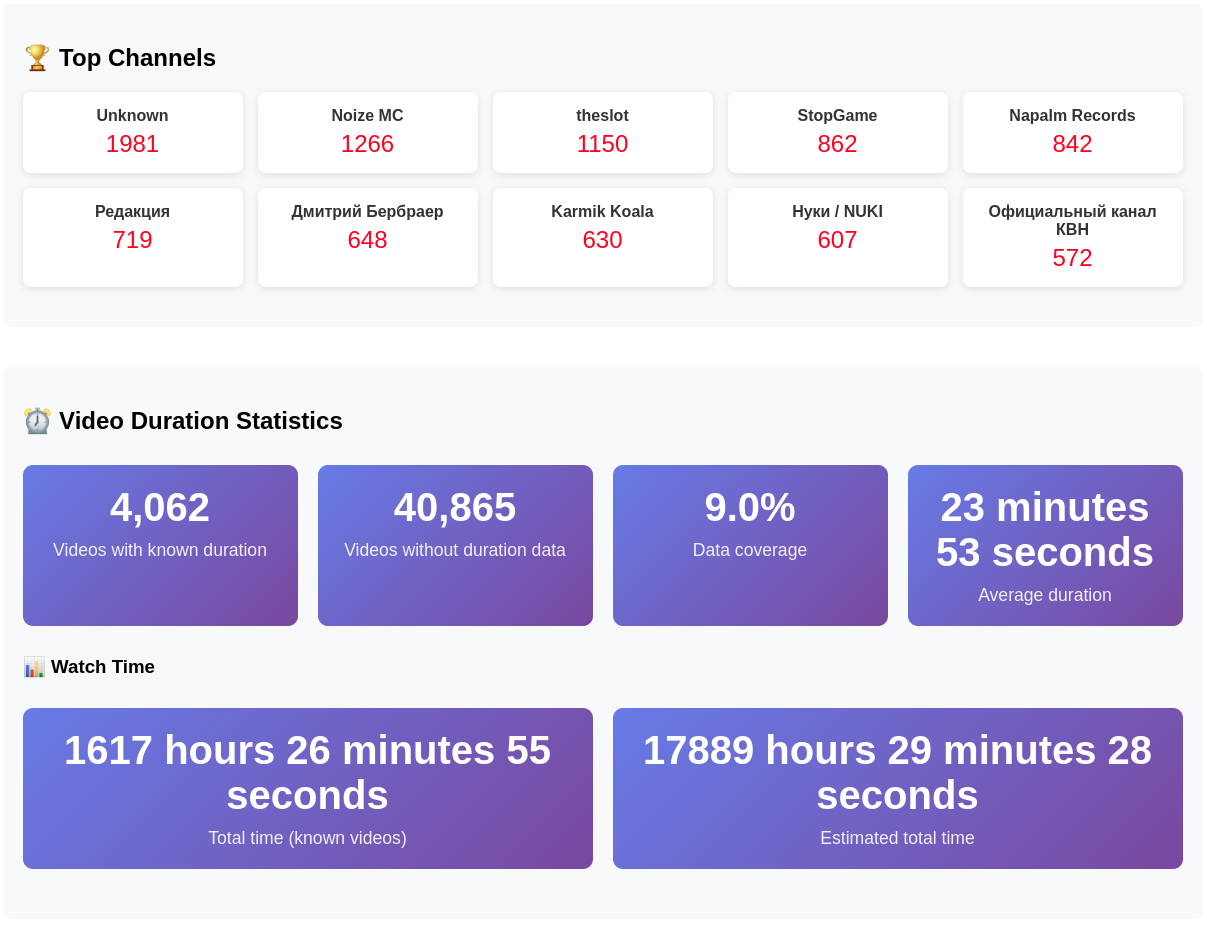 🏆 Top Channels
Unknown
1981
Noize MC
1266
theslot
1150
StopGame
862
Napalm Records
842
Редакция
719
Дмитрий Бербраер
648
Karmik Koala
630
Нуки / NUKI
607
Официальный канал
КВН
572
⏰ Video Duration Statistics
4,062
Videos with known duration
40,865
Videos without duration data
9.0%
Data coverage
23 minutes
53 seconds
Average duration
📊 Watch Time
1617 hours 26 minutes 55
seconds
Total time (known videos)
17889 hours 29 minutes 28
seconds
Estimated total time